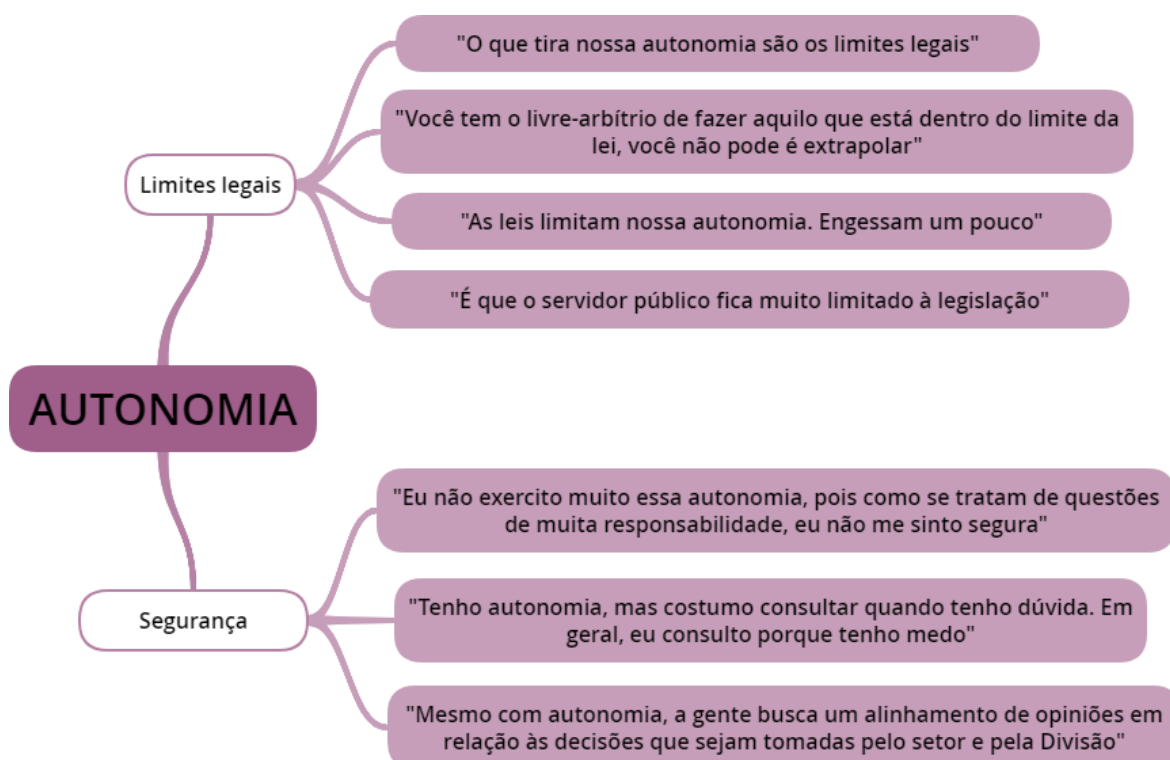 "O que tira nossa autonomia são os limites legais"
"Você tem o livre-arbítrio de fazer aquilo que está dentro do limite da
lei, você não pode é extrapolar"
Limites legais
"As leis limitam nossa autonomia. Engessam um pouco"
"É que o servidor público fica muito limitado à legislação"
AUTONOMIA
"Eu não exercito muito essa autonomia, pois como se tratam de questões
de muita responsabilidade, eu não me sinto segura"
Segurança
"Tenho autonomia, mas costumo consultar quando tenho dúvida. Em
geral, eu consulto porque tenho medo"
"Mesmo com autonomia, a gente busca um alinhamento de opiniões em
relação às decisões que sejam tomadas pelo setor e pela Divisão"